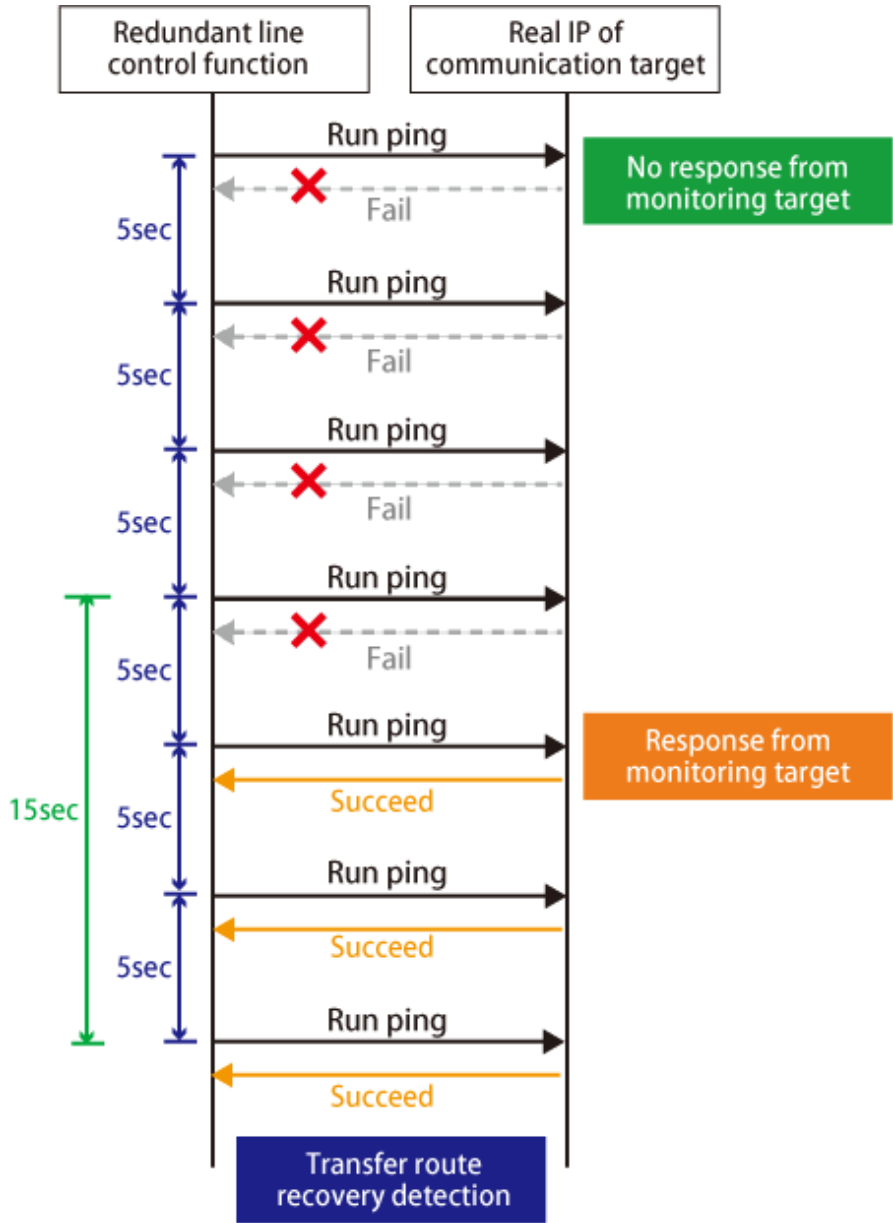 Redundant line
control function
Real IP of
communication target
Run ping
No response from
monitoring target
Fail
5sec
Run ping
Fail
5sec
Run ping
Fail
5sec
Run ping
Fail
5sec
Run ping
Response from
monitoring target
Succeed
15sec
5sec
Run ping
Succeed
5sec
Run ping
Succeed
Transfer route
recovery detection